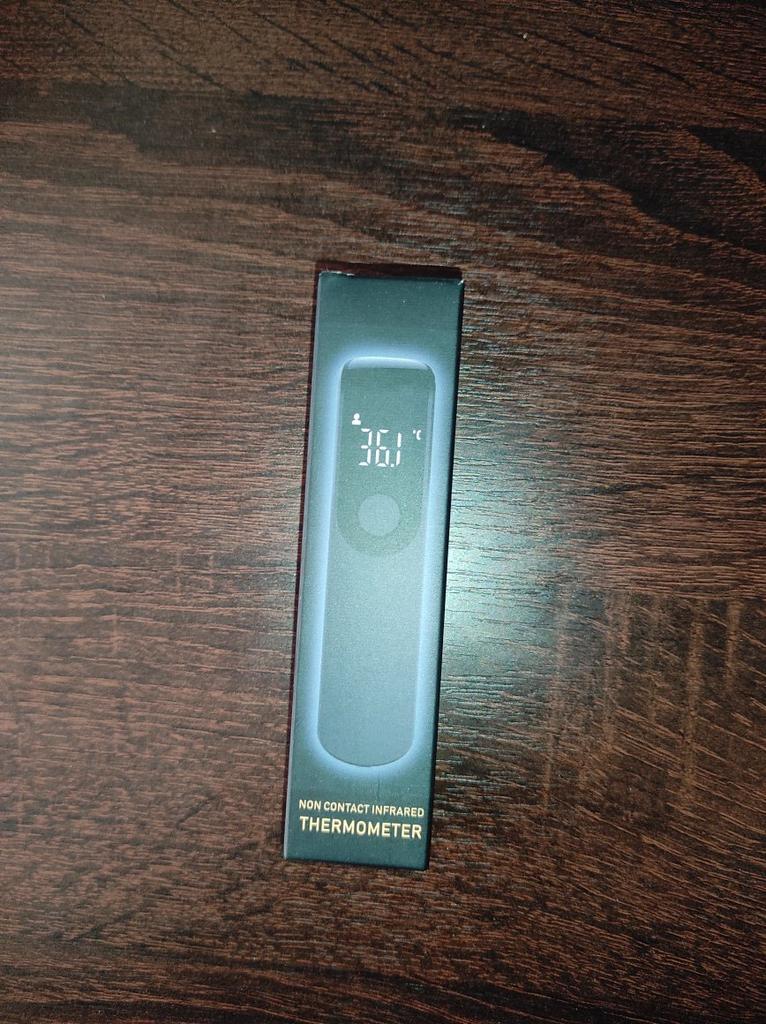 36.1 °C
NON CONTACT INFRARED
THERMOMETER